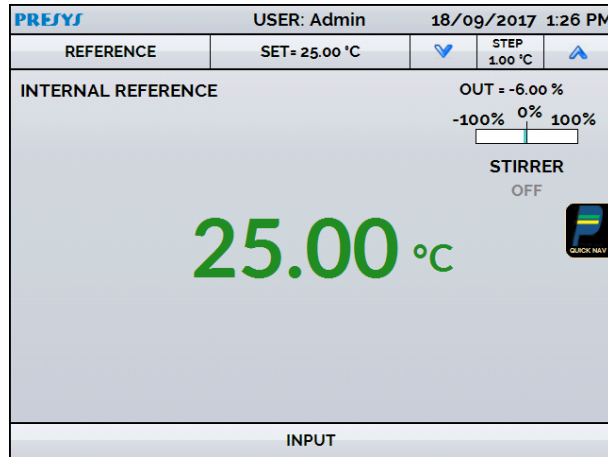 PRESYS USER: Admin 18/09/2017 1:26 PM
REFERENCE SET= 25.00 °C STEP
1.00 °C
INTERNAL REFERENCE OUT = -6.00 %
-100% 0% 100%
STIRRER
OFF
25.00 °C
QUICK NAV
INPUT